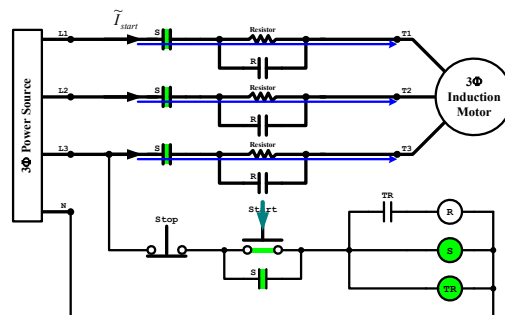 Ĩstart
L1
S
Resistor
T1
R
3Φ Power Source
L2
S
Resistor
T2
3Φ
Induction
Motor
R
L3
S
Resistor
T3
R
N
Stop
Start
TR
R
S
S
TR